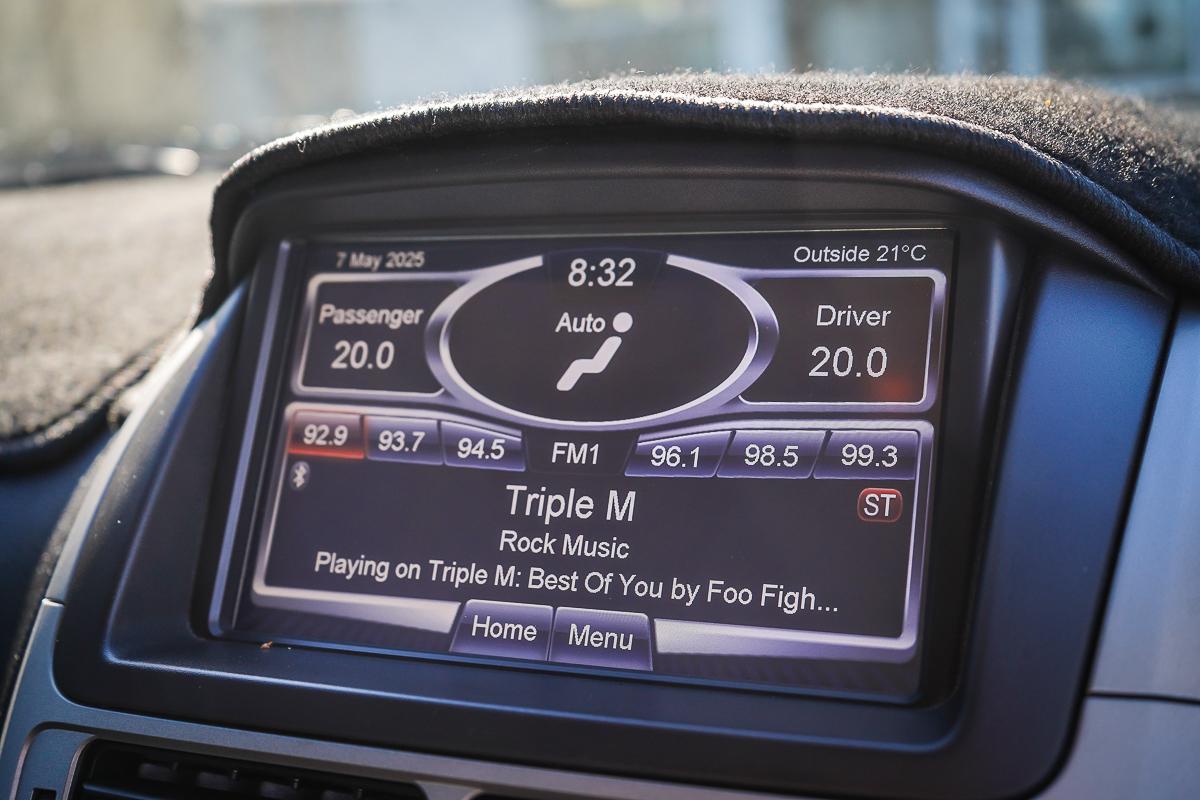 7 May 2025
8:32
Outside 21°C
Passenger
20.0
Auto
Driver
20.0
92.9 93.7 94.5 FM1 96.1 98.5 99.3
Triple M
ST
Rock Music
Playing on Triple M: Best Of You by Foo Figh...
Home Menu